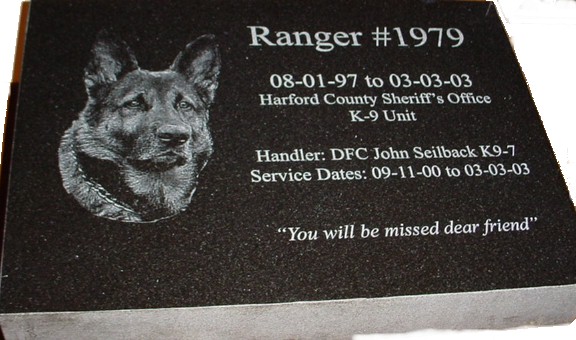 Ranger #1979
08-01-97 to 03-03-03
Harford County Sheriff's Office
K-9 Unit
Handler: DFC John Seilback K9-7
Service Dates: 09-11-00 to 03-03-03
“You will be missed dear friend”